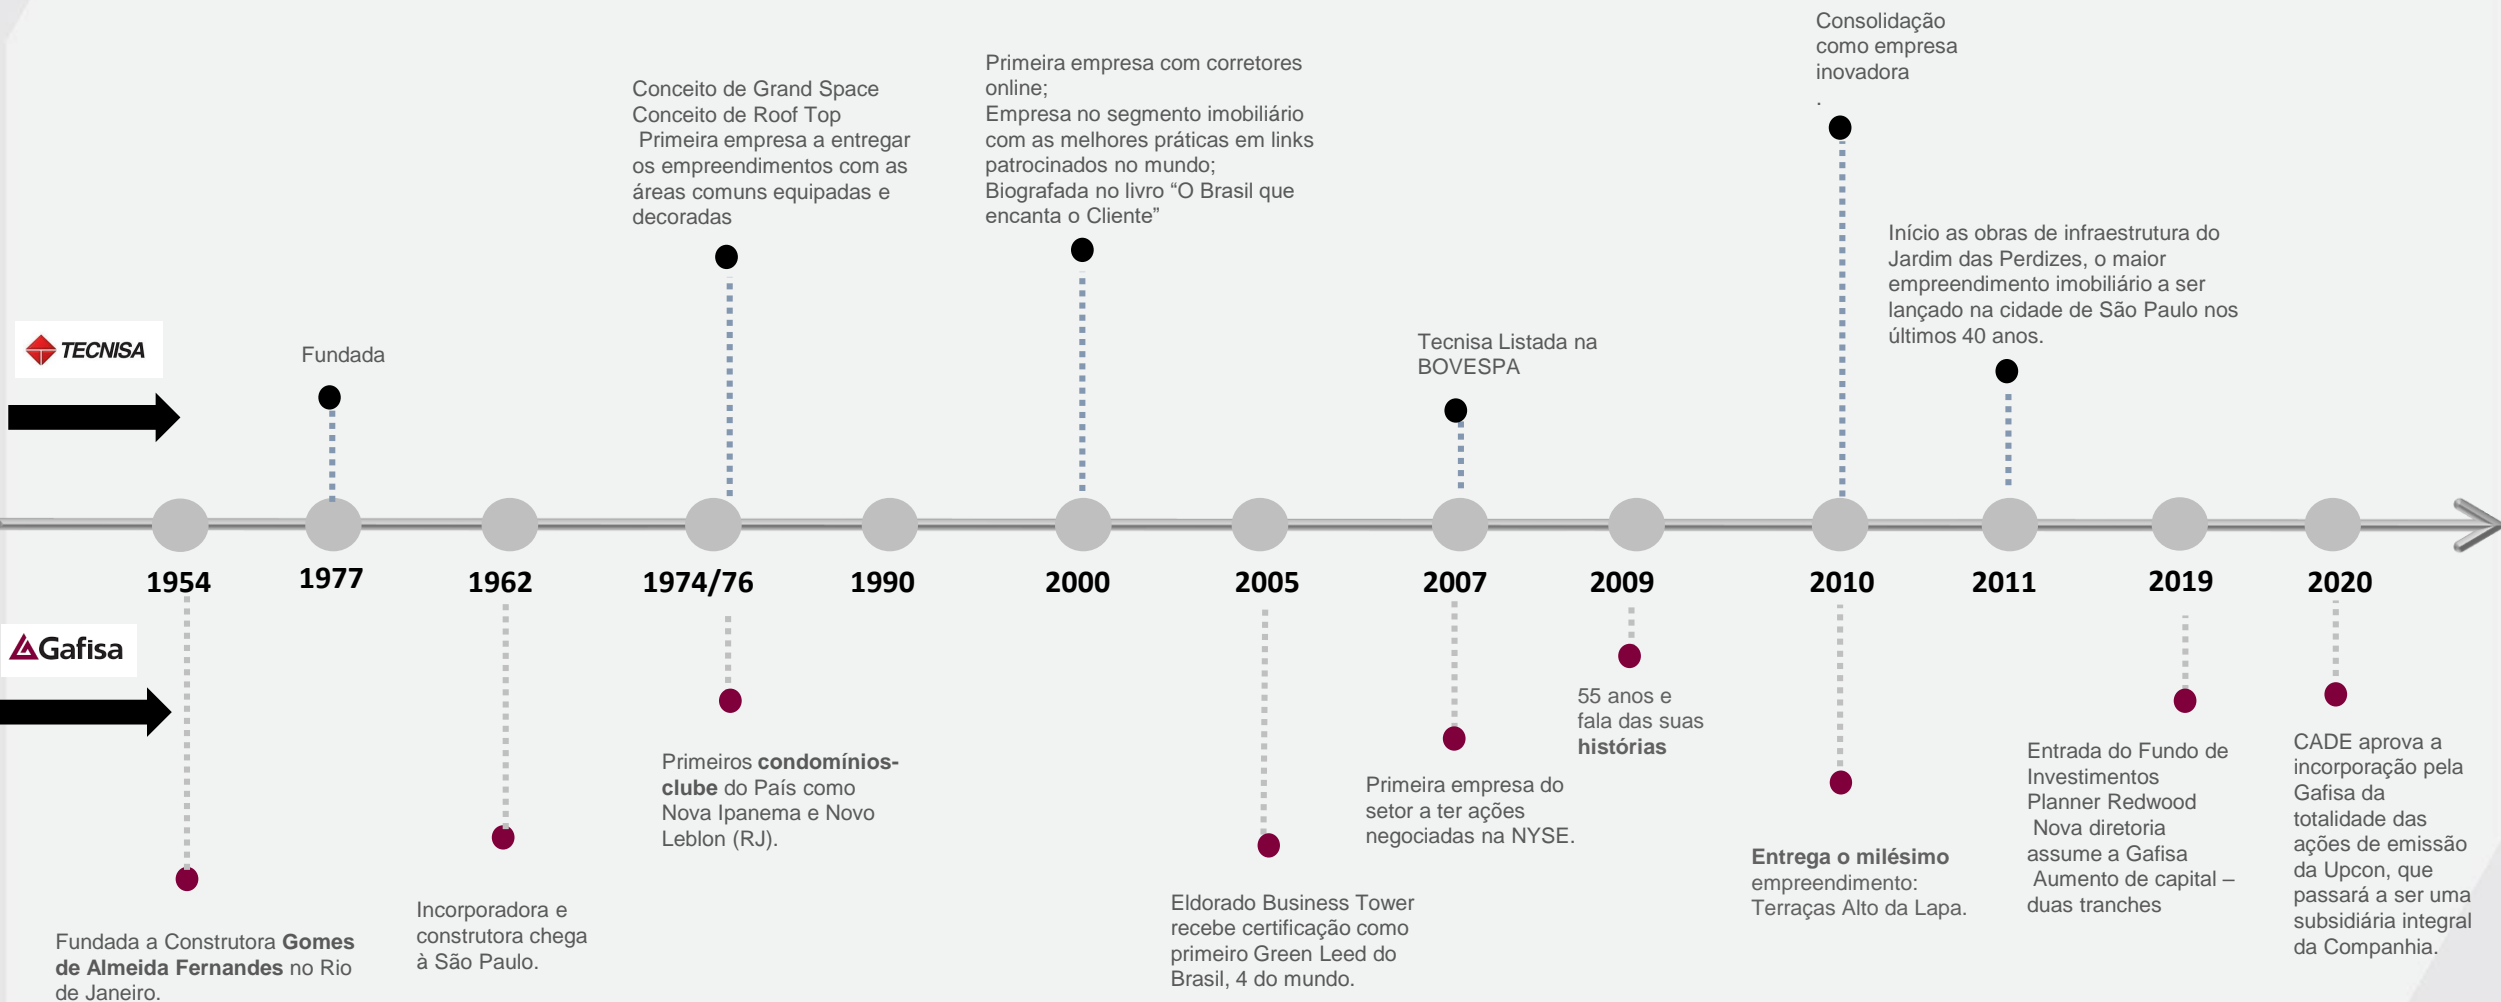 Consolidação
como empresa
inovadora
.
Primeira empresa com corretores
online;
Empresa no segmento imobiliário
com as melhores práticas em links
patrocinados no mundo;
Biografada no livro “O Brasil que
encanta o Cliente”
Conceito de Grand Space
Conceito de Roof Top
Primeira empresa a entregar
os empreendimentos com as
áreas comuns equipadas e
decoradas
Início as obras de infraestrutura do
Jardim das Perdizes, o maior
empreendimento imobiliário a ser
lançado na cidade de São Paulo nos
últimos 40 anos.
TECNISA
Fundada
Tecnisa Listada na
BOVESPA
1954
1977
1962
1974/76
1990
2000
2005
2007
2009
2010
2011
2019
2020
Gafisa
Fundada a Construtora Gomes
de Almeida Fernandes no Rio
de Janeiro.
Incorporadora e
construtora chega
à São Paulo.
Primeiros condomínios-
clube do País como
Nova Ipanema e Novo
Leblon (RJ).
Eldorado Business Tower
recebe certificação como
primeiro Green Leed do
Brasil, 4 do mundo.
Primeira empresa do
setor a ter ações
negociadas na NYSE.
55 anos e
fala das suas
histórias
Entrega o milésimo
empreendimento:
Terraças Alto da Lapa.
Entrada do Fundo de
Investimentos
Planner Redwood
Nova diretoria
assume a Gafisa
Aumento de capital –
duas tranches
CADE aprova a
incorporação pela
Gafisa da
totalidade das
ações de emissão
da Upcon, que
passará a ser uma
subsidiária integral
da Companhia.